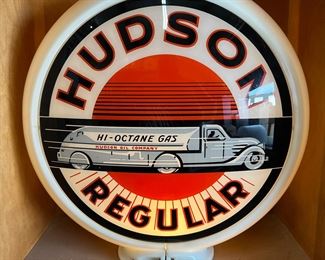 HUDSON
HI-OCTANE GAS
HUDSON OIL COMPANY
REGULAR